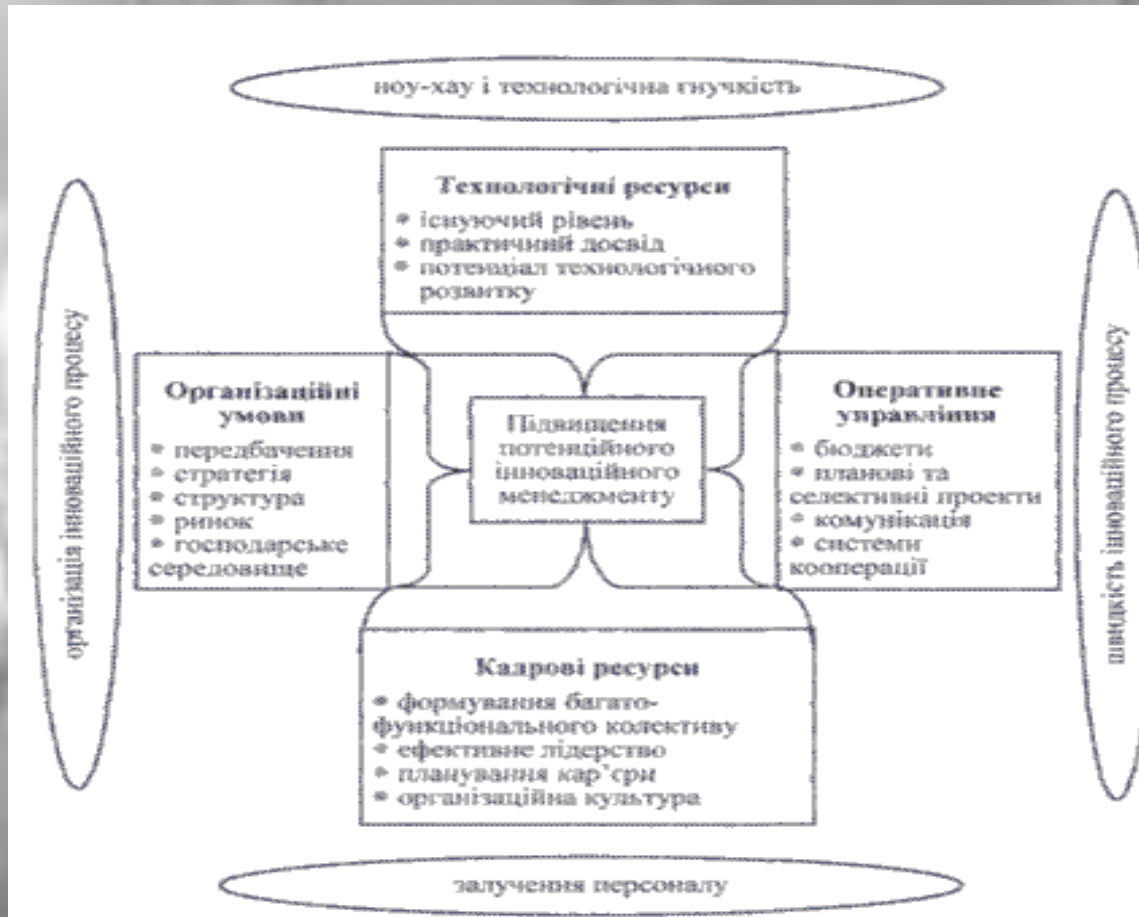 ноу-хау і технологічна гнучкість
Технологічні ресурси
існуючий рівень
практичний досвід
потенціал технологічного
розвитку
організація інноваційного процесу
Організаційні
умови
передбачення
стратегія
структура
ринок
господарське
середовище
Підвищення
потенційного
інноваційного
менеджменту
Оперативне
управління
бюджети
планові та
селективні проекти
комунікація
системи
кооперації
швидкість інноваційного процесу
Кадрові ресурси
формування багато-
функціонального колективу
ефективне лідерство
планування кар’єри
організаційна культура
залучення персоналу